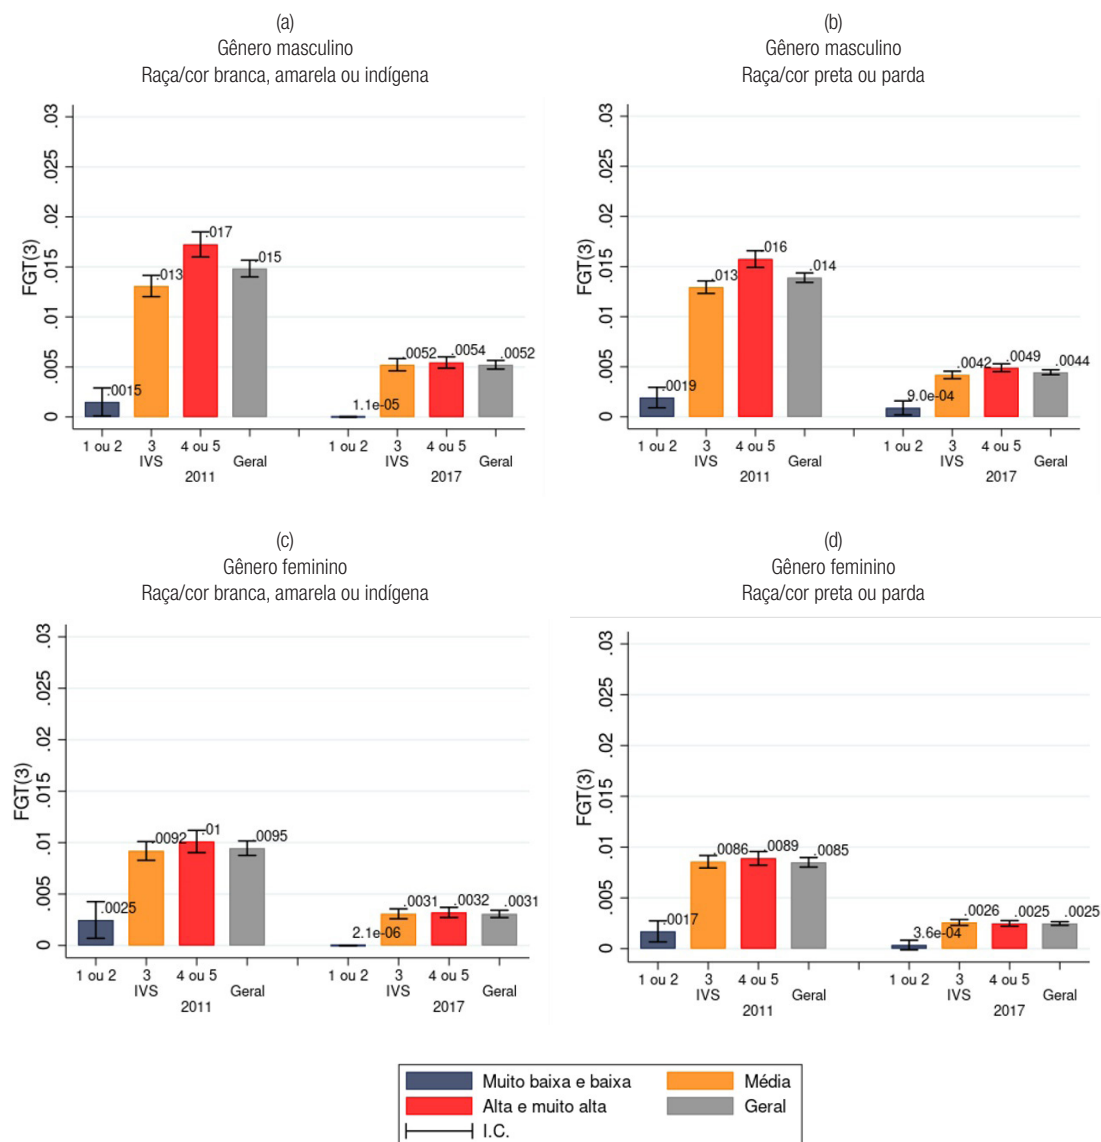 (a)
Gênero masculino
Raça/cor branca, amarela ou indígena
FGT(3)
.03
.025
.02
.015
.01
.005
0
.0015
.013
.017
.015
1.1e-05
.0052
.0054
.0052
1 ou 2
3
4 ou 5
Geral
1 ou 2
3
4 ou 5
Geral
IVS
IVS
2011
2017
(b)
Gênero masculino
Raça/cor preta ou parda
FGT(3)
.03
.025
.02
.015
.01
.005
0
.0019
.013
.016
.014
9.0e-04
.0042
.0049
.0044
1 ou 2
3
4 ou 5
Geral
1 ou 2
3
4 ou 5
Geral
IVS
IVS
2011
2017
(c)
Gênero feminino
Raça/cor branca, amarela ou indígena
FGT(3)
.03
.025
.02
.015
.01
.005
0
.0025
.0092
.01
.0095
2.1e-06
.0031
.0032
.0031
1 ou 2
3
4 ou 5
Geral
1 ou 2
3
4 ou 5
Geral
IVS
IVS
2011
2017
(d)
Gênero feminino
Raça/cor preta ou parda
FGT(3)
.03
.025
.02
.015
.01
.005
0
.0017
.0086
.0089
.0085
3.6e-04
.0026
.0025
.0025
1 ou 2
3
4 ou 5
Geral
1 ou 2
3
4 ou 5
Geral
IVS
IVS
2011
2017
Muito baixa e baixa
Média
Alta e muito alta
Geral
I.C.